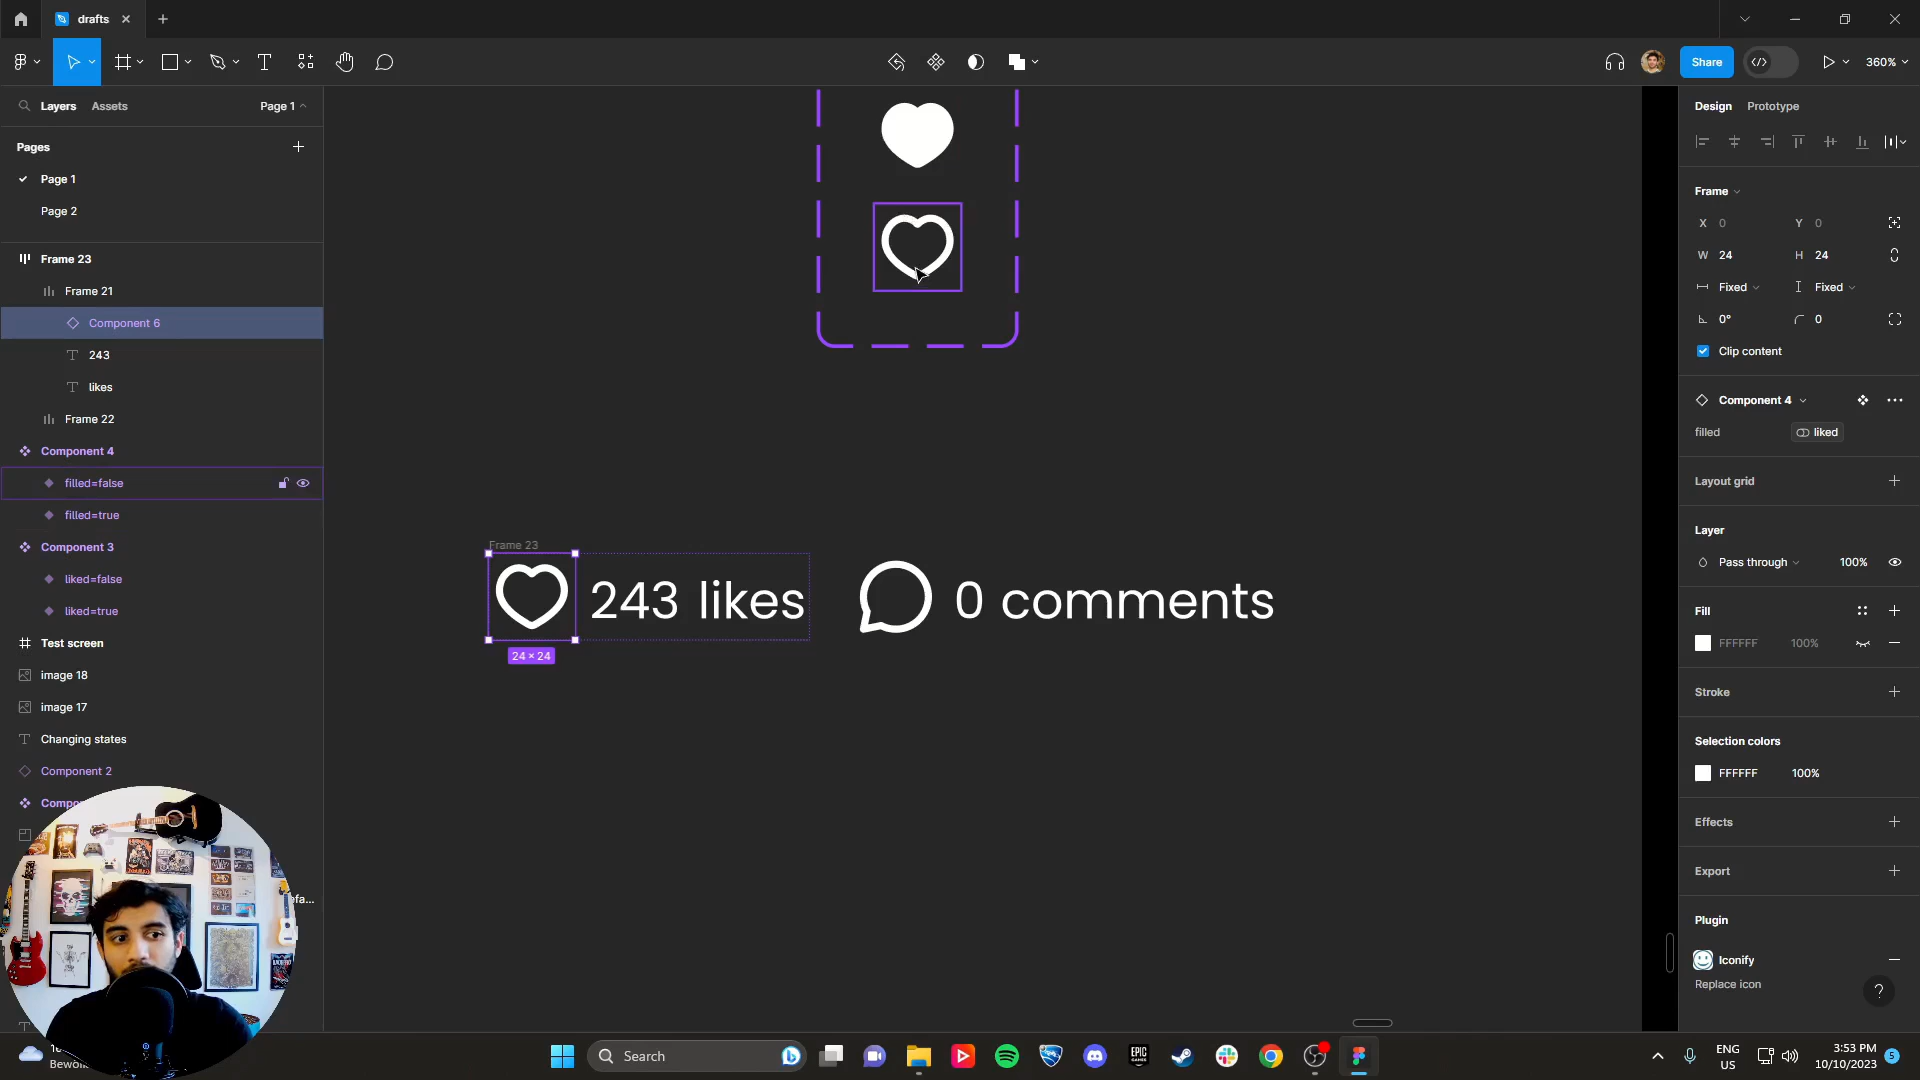 drafts
360%
Share
Layers
Assets
Page 1
Design
Prototype
Pages
Page 1
Page 2
Frame 23
Frame 21
Component 6
243
likes
Frame 22
Component 4
filled=false
filled=true
Component 3
liked=false
liked=true
Test screen
image 18
image 17
Changing states
Component 2
Frame 23
243 likes
0 comments
24 × 24
Frame
X 0
Y 0
W 24
H 24
Fixed
Fixed
0°
0
Clip content
Component 4
filled
liked
Layout grid
Layer
Pass through
100%
Fill
FFFFFF
100%
Stroke
Selection colors
FFFFFF
100%
Effects
Export
Plugin
Iconify
Replace icon
?
Search
EPIC
GAMES
ENG
US
3:53 PM
10/10/2023
5